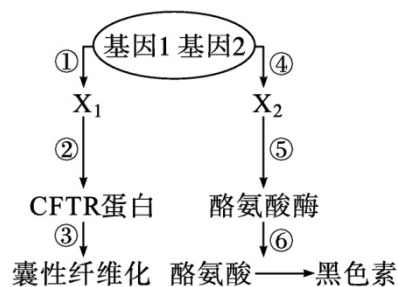 基因1 基因2
① ④
X₁ X₂
② ⑤
CFTR蛋白 酪氨酸酶
③ ⑥
囊性纤维化 酪氨酸 黑色素